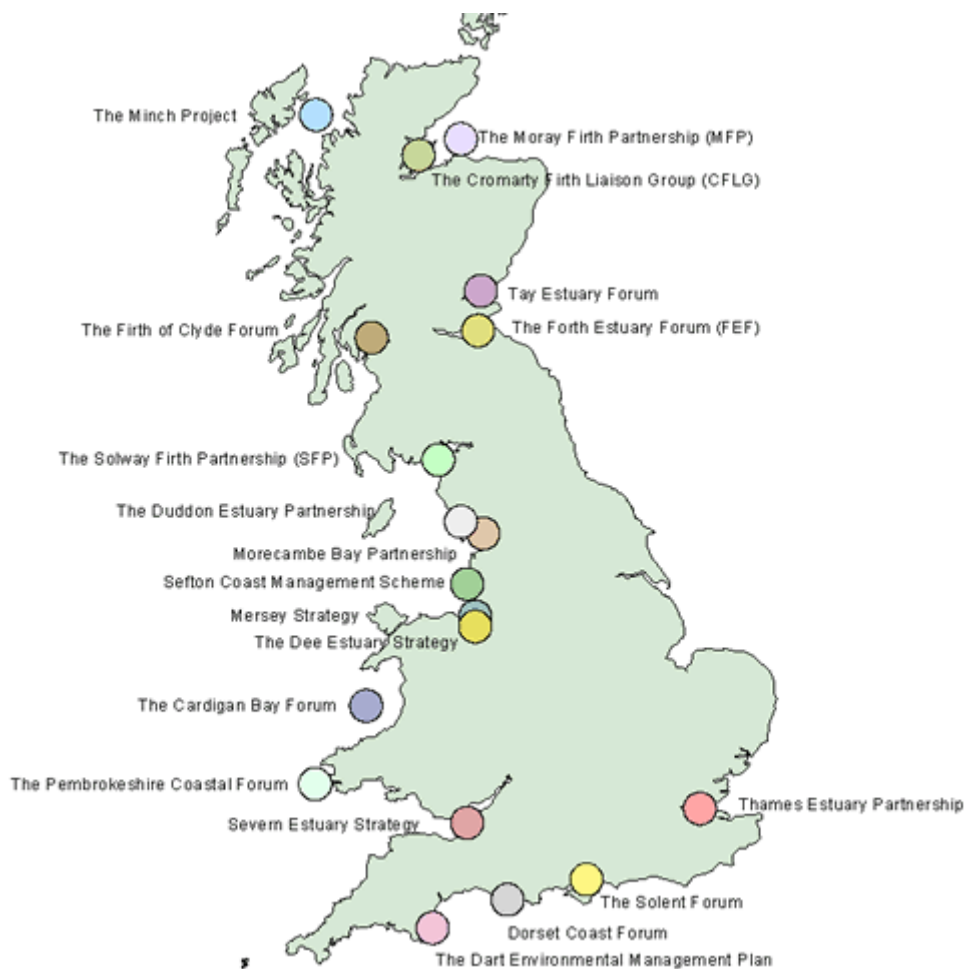 The Minch Project
The Moray Firth Partnership (MFP)
The Cromarty Firth Liaison Group (CFLG)
Tay Estuary Forum
The Firth of Clyde Forum
The Forth Estuary Forum (FEF)
The Solway Firth Partnership (SFP)
The Duddon Estuary Partnership
Morecambe Bay Partnership
Sefton Coast Management Scheme
Mersey Strategy
The Dee Estuary Strategy
The Cardigan Bay Forum
The Pembrokeshire Coastal Forum
Thames Estuary Partnership
Severn Estuary Strategy
The Solent Forum
Dorset Coast Forum
The Dart Environmental Management Plan